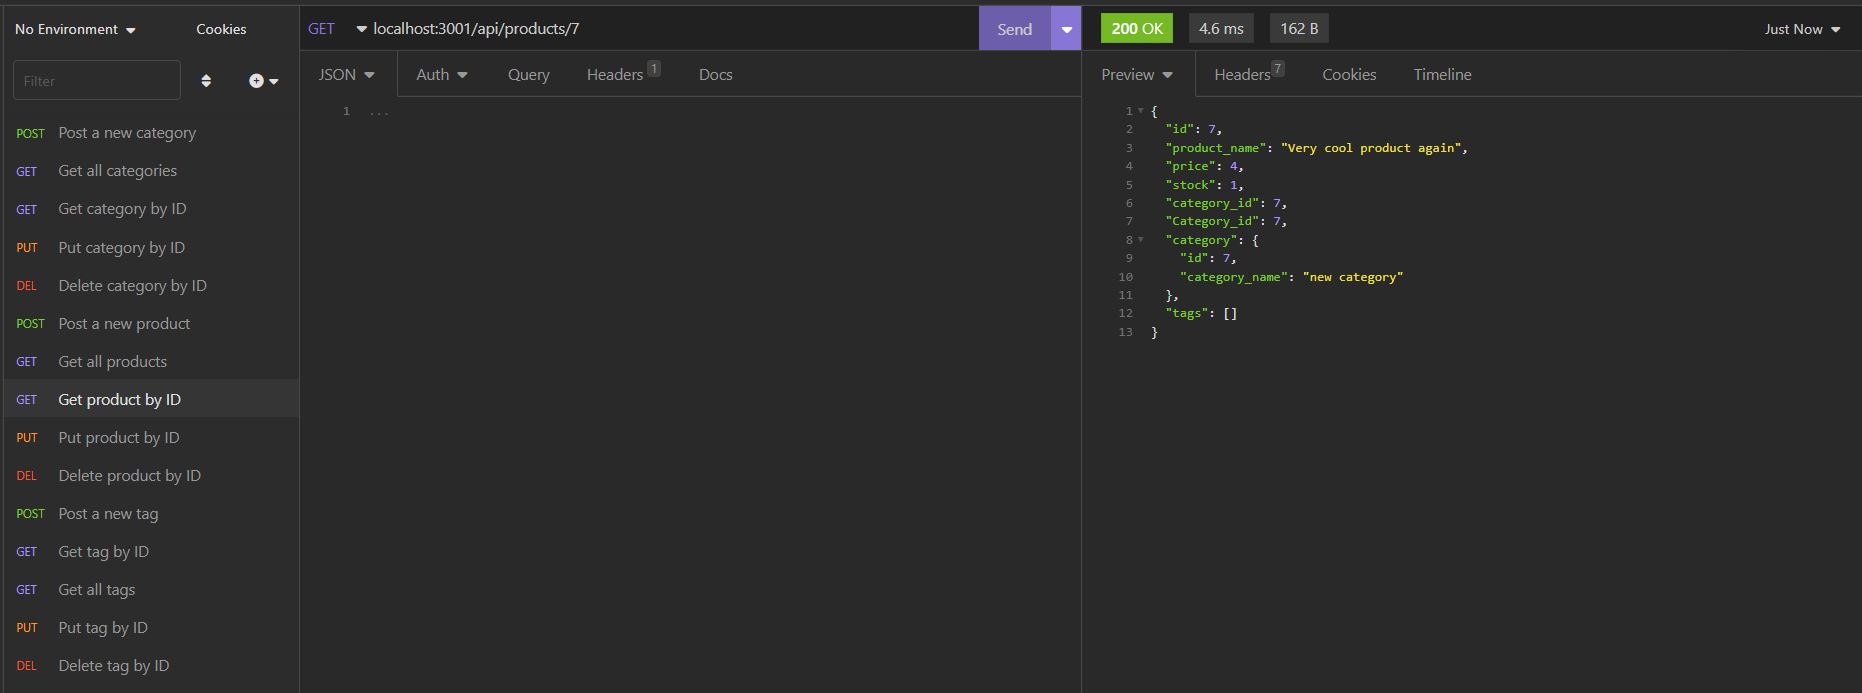 No Environment Cookies
Filter
POST Post a new category
GET Get all categories
GET Get category by ID
PUT Put category by ID
DEL Delete category by ID
POST Post a new product
GET Get all products
GET Get product by ID
PUT Put product by ID
DEL Delete product by ID
POST Post a new tag
GET Get tag by ID
GET Get all tags
PUT Put tag by ID
DEL Delete tag by ID
GET localhost:3001/api/products/7 Send
JSON Auth Query Headers 1 Docs
1 ...
200 OK 4.6 ms 162 B Just Now
Preview Headers 7 Cookies Timeline
1 {
2 "id": 7,
3 "product_name": "Very cool product again",
4 "price": 4,
5 "stock": 1,
6 "category_id": 7,
7 "Category_id": 7,
8 "category": {
9 "id": 7,
10 "category_name": "new category"
11 },
12 "tags": []
13 }